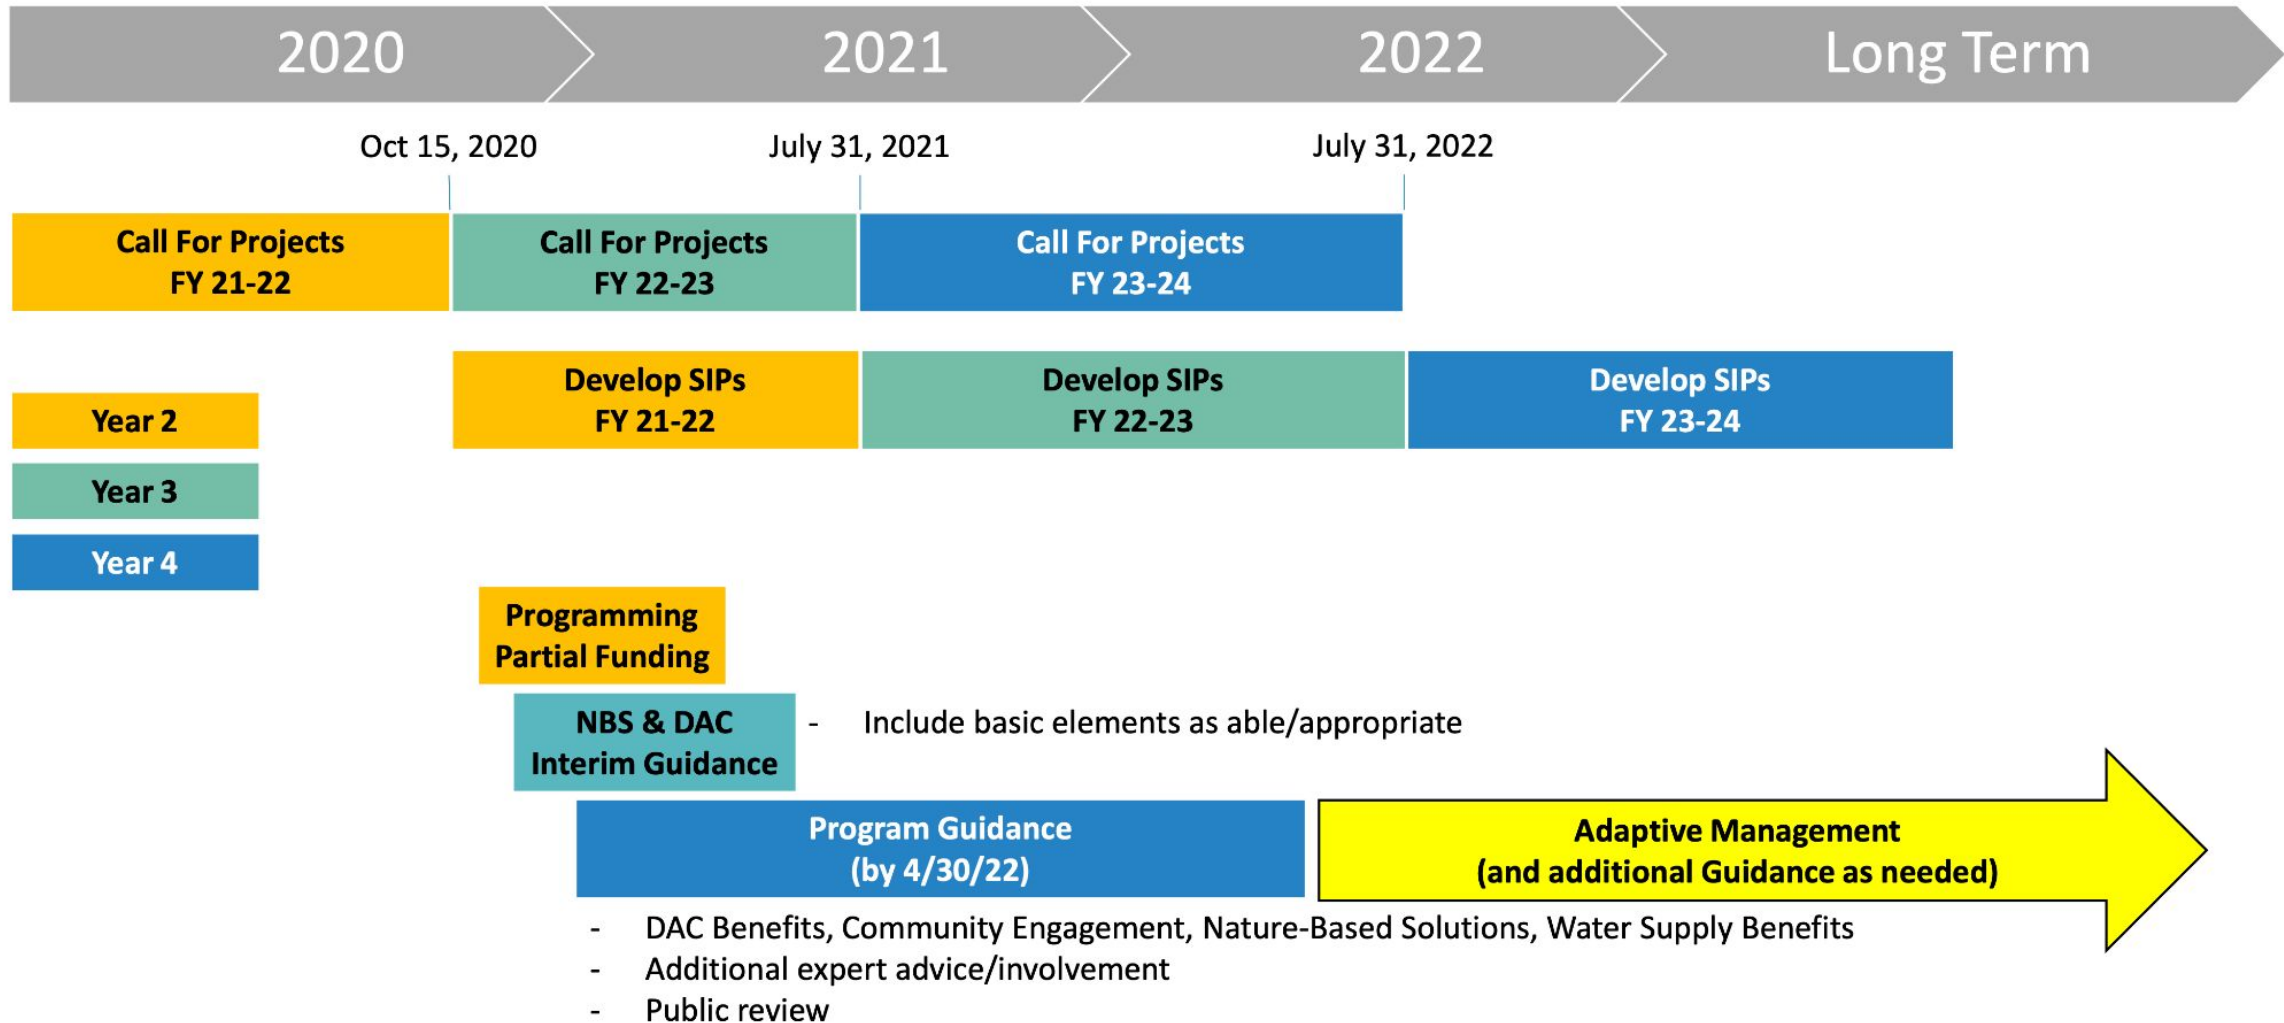 2020
2021
2022
Long Term
Oct 15, 2020
July 31, 2021
July 31, 2022
Call For Projects
FY 21-22
Call For Projects
FY 22-23
Call For Projects
FY 23-24
Develop SIPs
FY 21-22
Develop SIPs
FY 22-23
Develop SIPs
FY 23-24
Year 2
Year 3
Year 4
Programming
Partial Funding
NBS & DAC
Interim Guidance
- Include basic elements as able/appropriate
Program Guidance
(by 4/30/22)
Adaptive Management
(and additional Guidance as needed)
- DAC Benefits, Community Engagement, Nature-Based Solutions, Water Supply Benefits
- Additional expert advice/involvement
- Public review